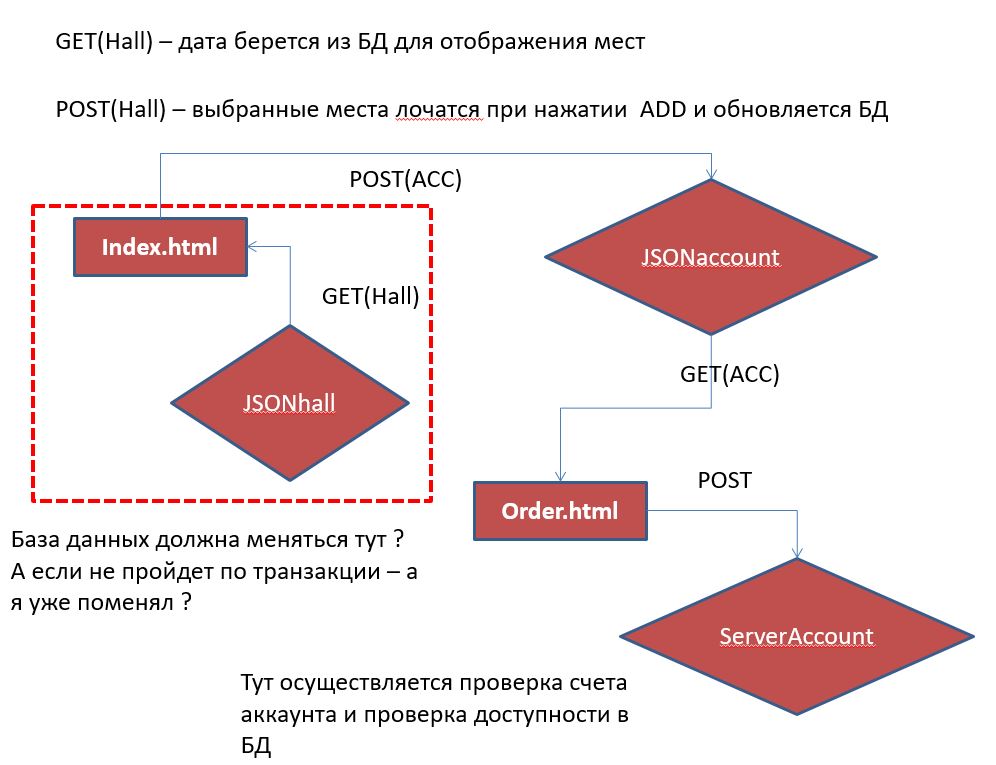 GET(Hall) – дата берется из БД для отображения мест
POST(Hall) – выбранные места лочатся при нажатии ADD и обновляется БД
POST(ACC)
Index.html
JSONaccount
GET(Hall)
JSONhall
GET(ACC)
POST
Order.html
База данных должна меняться тут ?
А если не пройдет по транзакции – а
я уже поменял ?
ServerAccount
Тут осуществляется проверка счета
аккаунта и проверка доступности в
БД